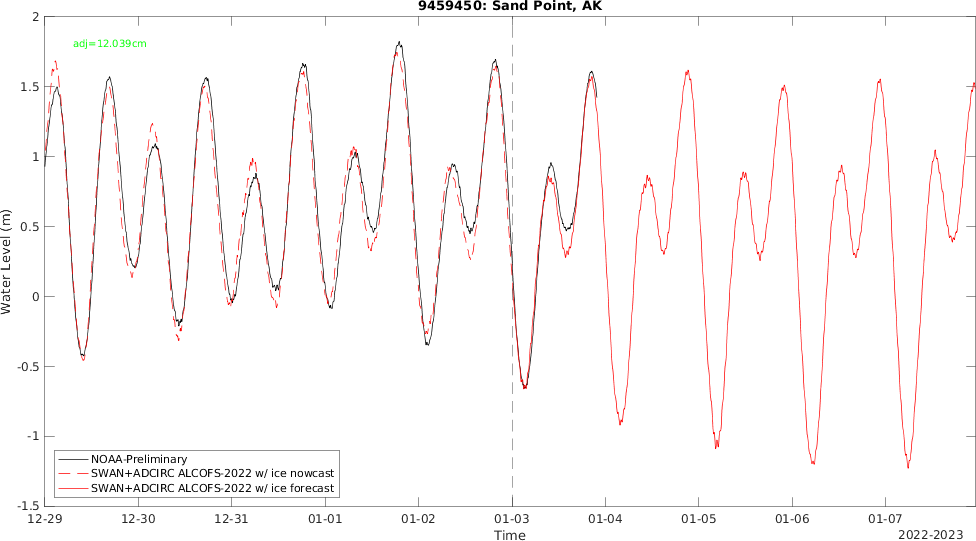 9459450: Sand Point, AK
adj=12.039cm
Water Level (m)
2
1.5
1
0.5
0
-0.5
-1
-1.5
NOAA-Preliminary
SWAN+ADCIRC ALCOFS-2022 w/ ice nowcast
SWAN+ADCIRC ALCOFS-2022 w/ ice forecast
12-29 12-30 12-31 01-01 01-02 01-03 01-04 01-05 01-06 01-07
Time
2022-2023